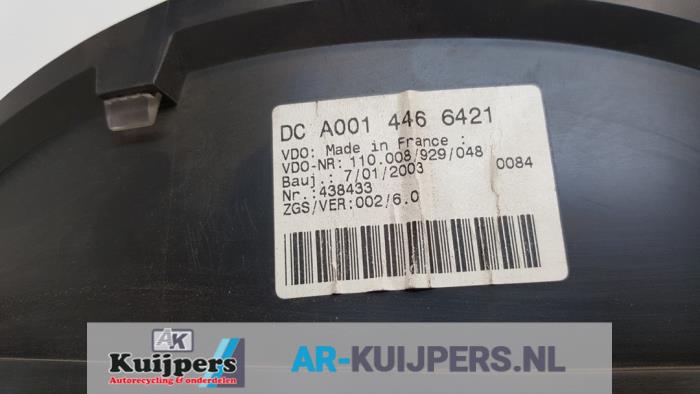 DC A001 446 6421
VDO: Made in France :
VDO-NR: 110.008/929/048
Bauj.: 7/01/2003 0084
Nr.:438433
ZGS/VER:002/6.0
AK
Kuijpers
Autorecycling & onderdelen
AR-KUIJPERS.NL